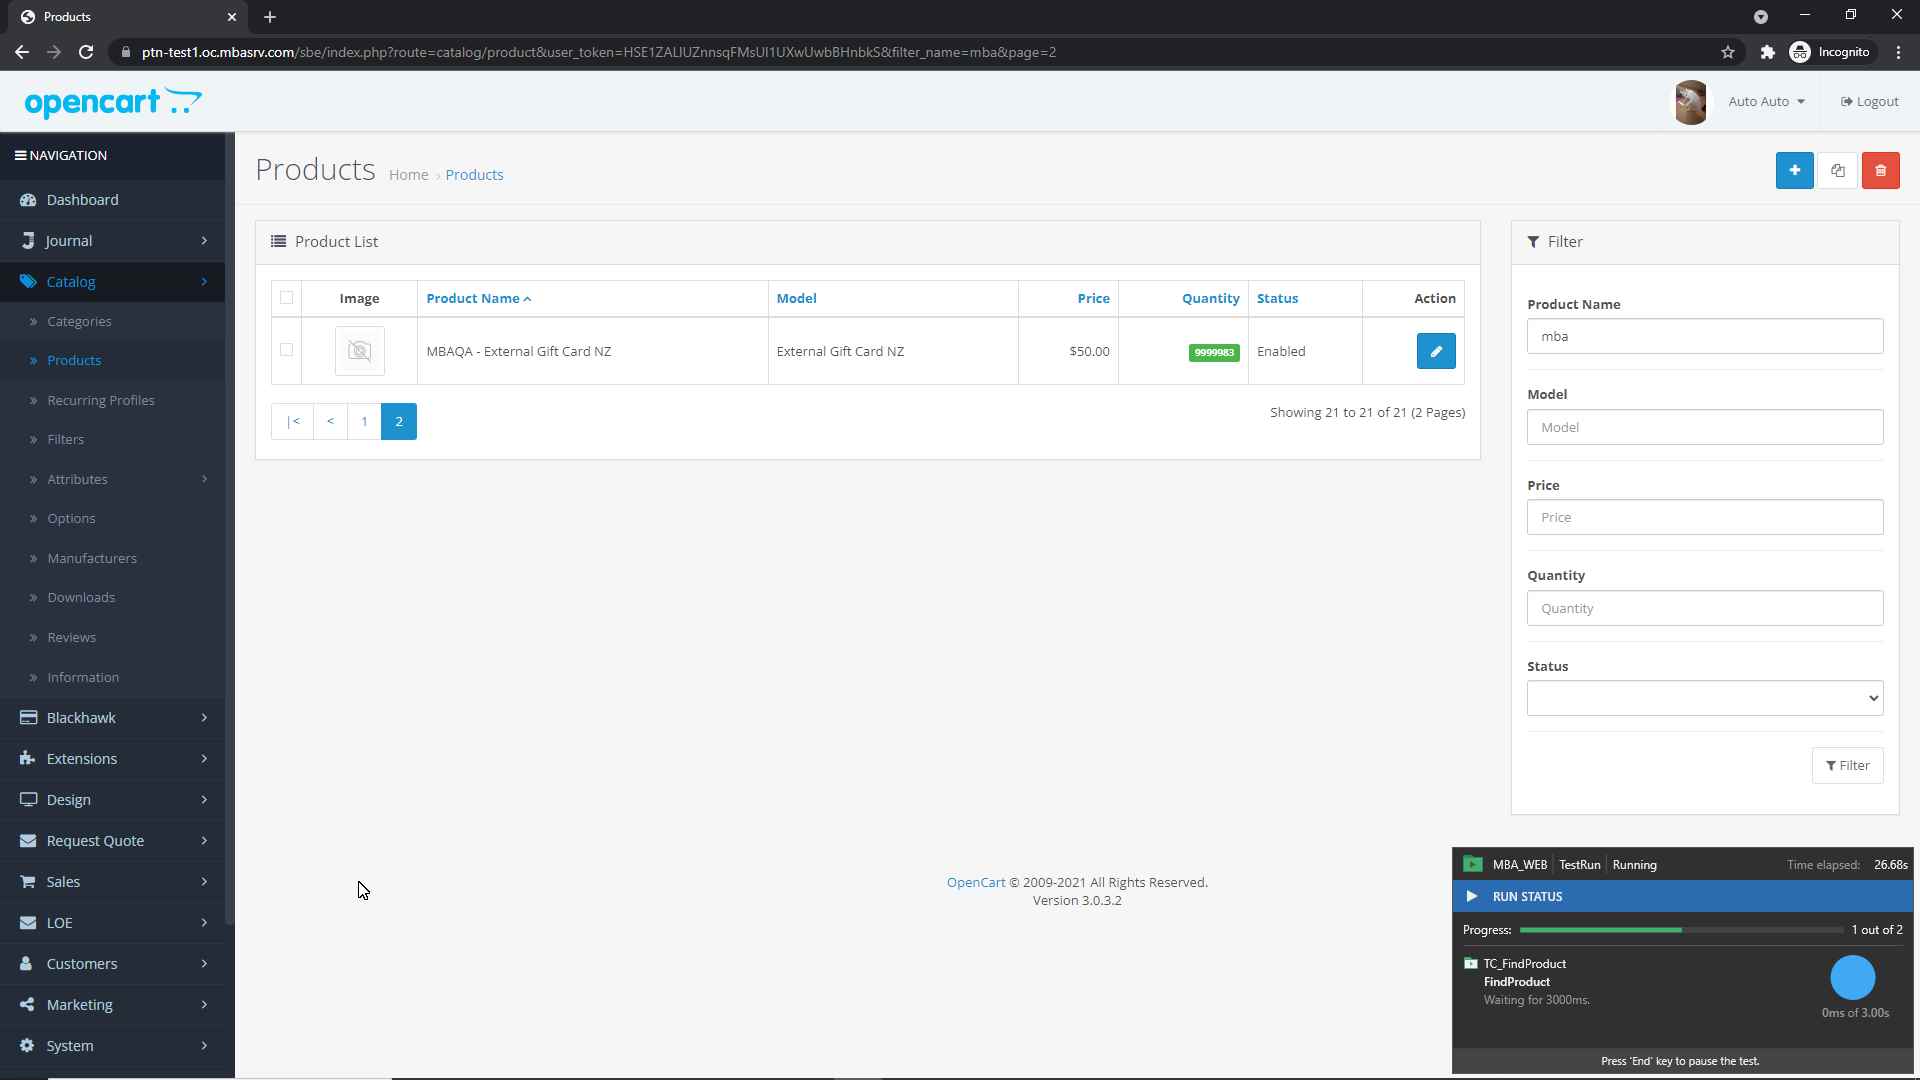 Products
ptn-test1.oc.mbasrv.com/sbe/index.php?route=catalog/product&user_token=HSE1ZALIUZnnsqFMsUI1UXwUwbBHnbkS&filter_name=mba&page=2
Incognito
opencart
Auto Auto
Logout
NAVIGATION
Dashboard
Journal
Catalog
Categories
Products
Recurring Profiles
Filters
Attributes
Options
Manufacturers
Downloads
Reviews
Information
Blackhawk
Extensions
Design
Request Quote
Sales
LOE
Customers
Marketing
System
Products Home › Products
Product List
Image Product Name Model Price Quantity Status Action
MBAQA - External Gift Card NZ External Gift Card NZ $50.00 9999983 Enabled
|< < 1 2
Showing 21 to 21 of 21 (2 Pages)
Filter
Product Name
mba
Model
Model
Price
Price
Quantity
Quantity
Status
Filter
OpenCart © 2009-2021 All Rights Reserved.
Version 3.0.3.2
MBA_WEB TestRun Running Time elapsed: 26.68s
RUN STATUS
Progress: 1 out of 2
TC_FindProduct
FindProduct
Waiting for 3000ms.
0ms of 3.00s
Press 'End' key to pause the test.